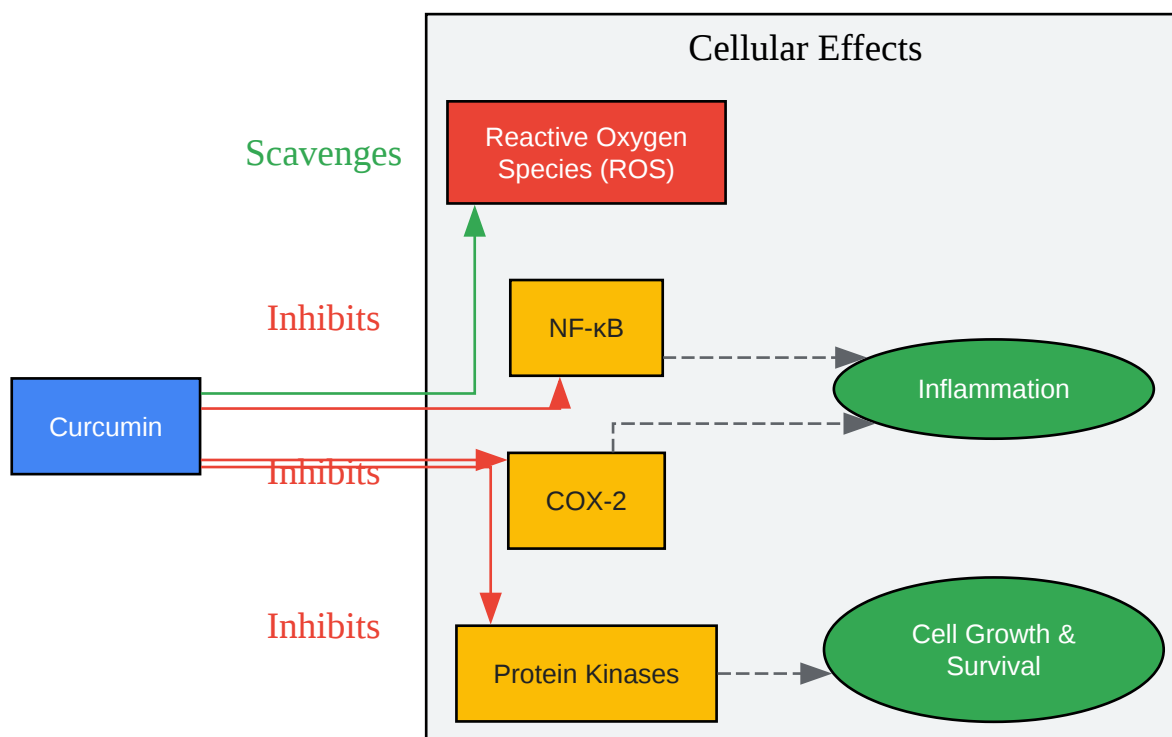 Cellular Effects
Scavenges
Reactive Oxygen
Species (ROS)
Inhibits
NF-κB
Curcumin
Inflammation
Inhibits
COX-2
Inhibits
Protein Kinases
Cell Growth &
Survival